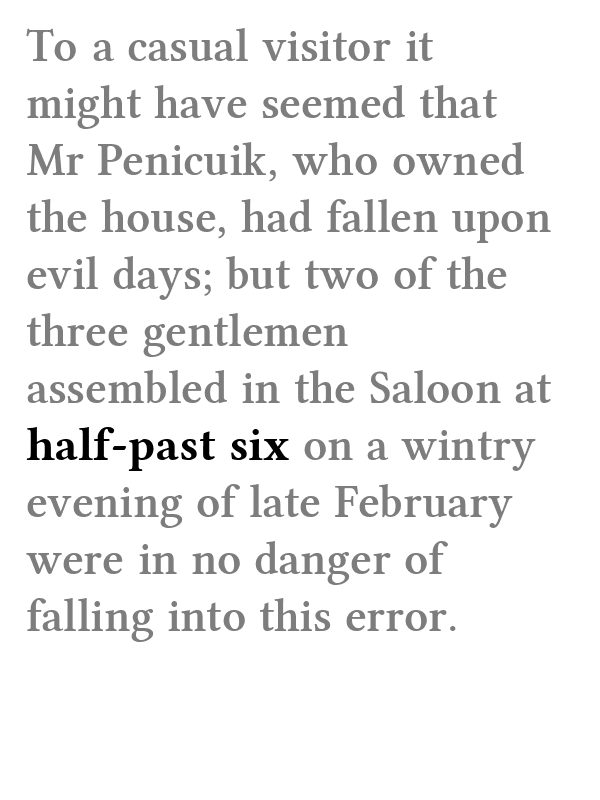 To a casual visitor it
might have seemed that
Mr Penicuik, who owned
the house, had fallen upon
evil days; but two of the
three gentlemen
assembled in the Saloon at
half-past six on a wintry
evening of late February
were in no danger of
falling into this error.